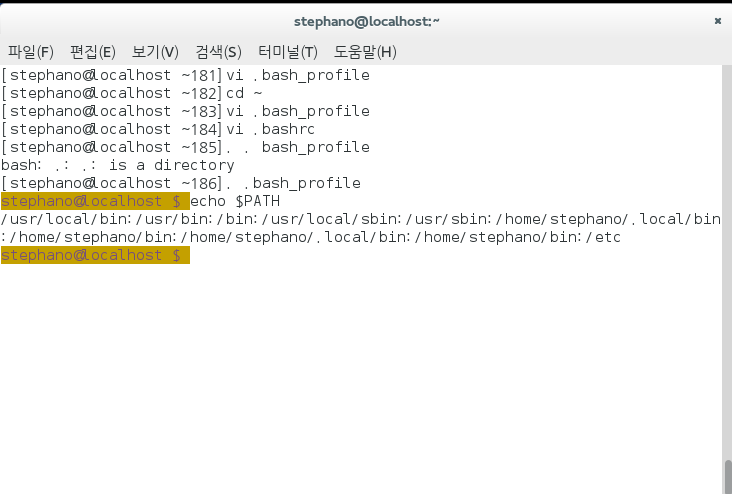 stephano@localhost:~
파일(F) 편집(E) 보기(V) 검색(S) 터미널(T) 도움말(H)
[stephano@localhost ~181]vi .bash_profile
[stephano@localhost ~182]cd ~
[stephano@localhost ~183]vi .bash_profile
[stephano@localhost ~184]vi .bashrc
[stephano@localhost ~185]. . bash_profile
bash: .: .: is a directory
[stephano@localhost ~186]. .bash_profile
stephano@localhost $ echo $PATH
/usr/local/bin:/usr/bin:/bin:/usr/local/sbin:/usr/sbin:/home/stephano/.local/bin
:/home/stephano/bin:/home/stephano/.local/bin:/home/stephano/bin:/etc
stephano@localhost $